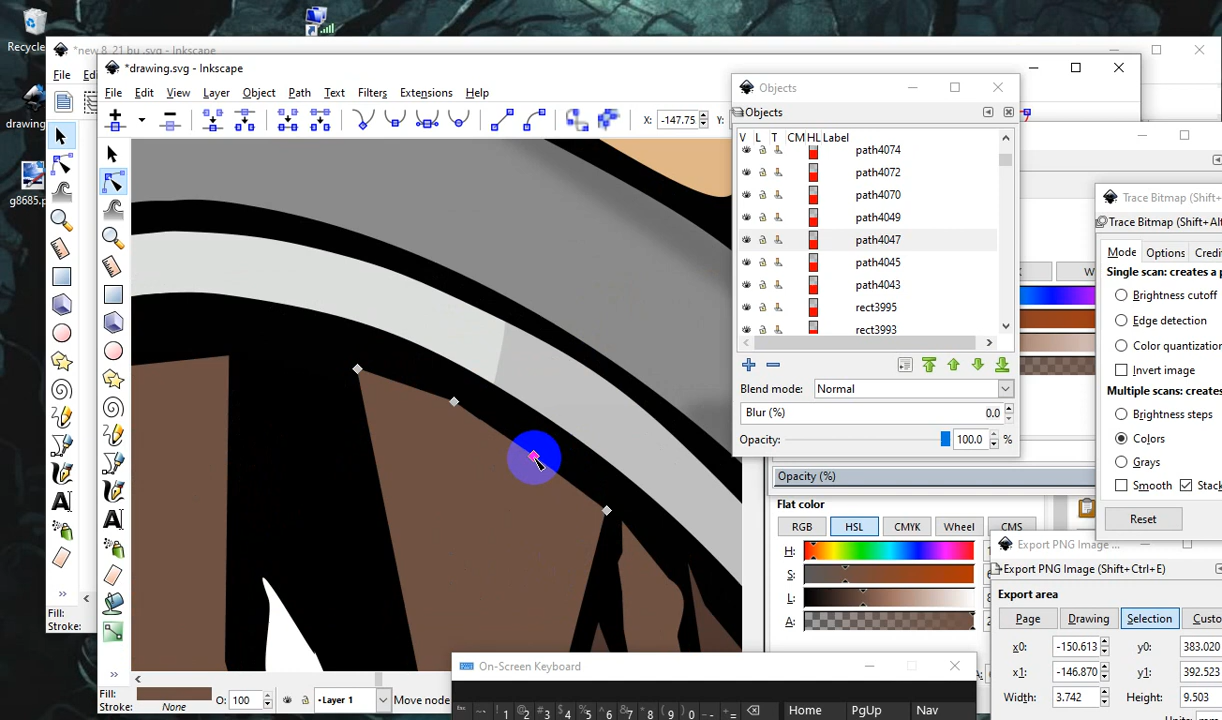 Recycle
*new 8 21 bu .svg - Inkscape
File
*drawing.svg - Inkscape
File Edit View Layer Object Path Text Filters Extensions Help
X: -147.75 Y:
drawing
g8685.p
Objects
Objects
V L T CM HL Label
path4074
path4072
path4070
path4049
path4047
path4045
path4043
rect3995
rect3993
Blend mode: Normal
Blur (%) 0.0
Opacity: 100.0 %
Opacity (%)
Flat color
RGB HSL CMYK Wheel CMS
H:
S:
L:
A:
Trace Bitmap (Shift+
Trace Bitmap (Shift+Alt
Mode Options Credi
Single scan: creates a p
Brightness cutoff
Edge detection
Color quantization
Invert image
Multiple scans: creates
Brightness steps
Colors
Grays
Smooth Stack
Reset
Export PNG Image ...
Export PNG Image (Shift+Ctrl+E)
Export area
Page Drawing Selection Custo
x0: -150.613 y0: 383.020
x1: -146.870 y1: 392.523
Width: 3.742 Height: 9.503
Fill:
Stroke:
Fill:
Stroke: None
O: 100
Layer 1
Move node
On-Screen Keyboard
Home PgUp Nav